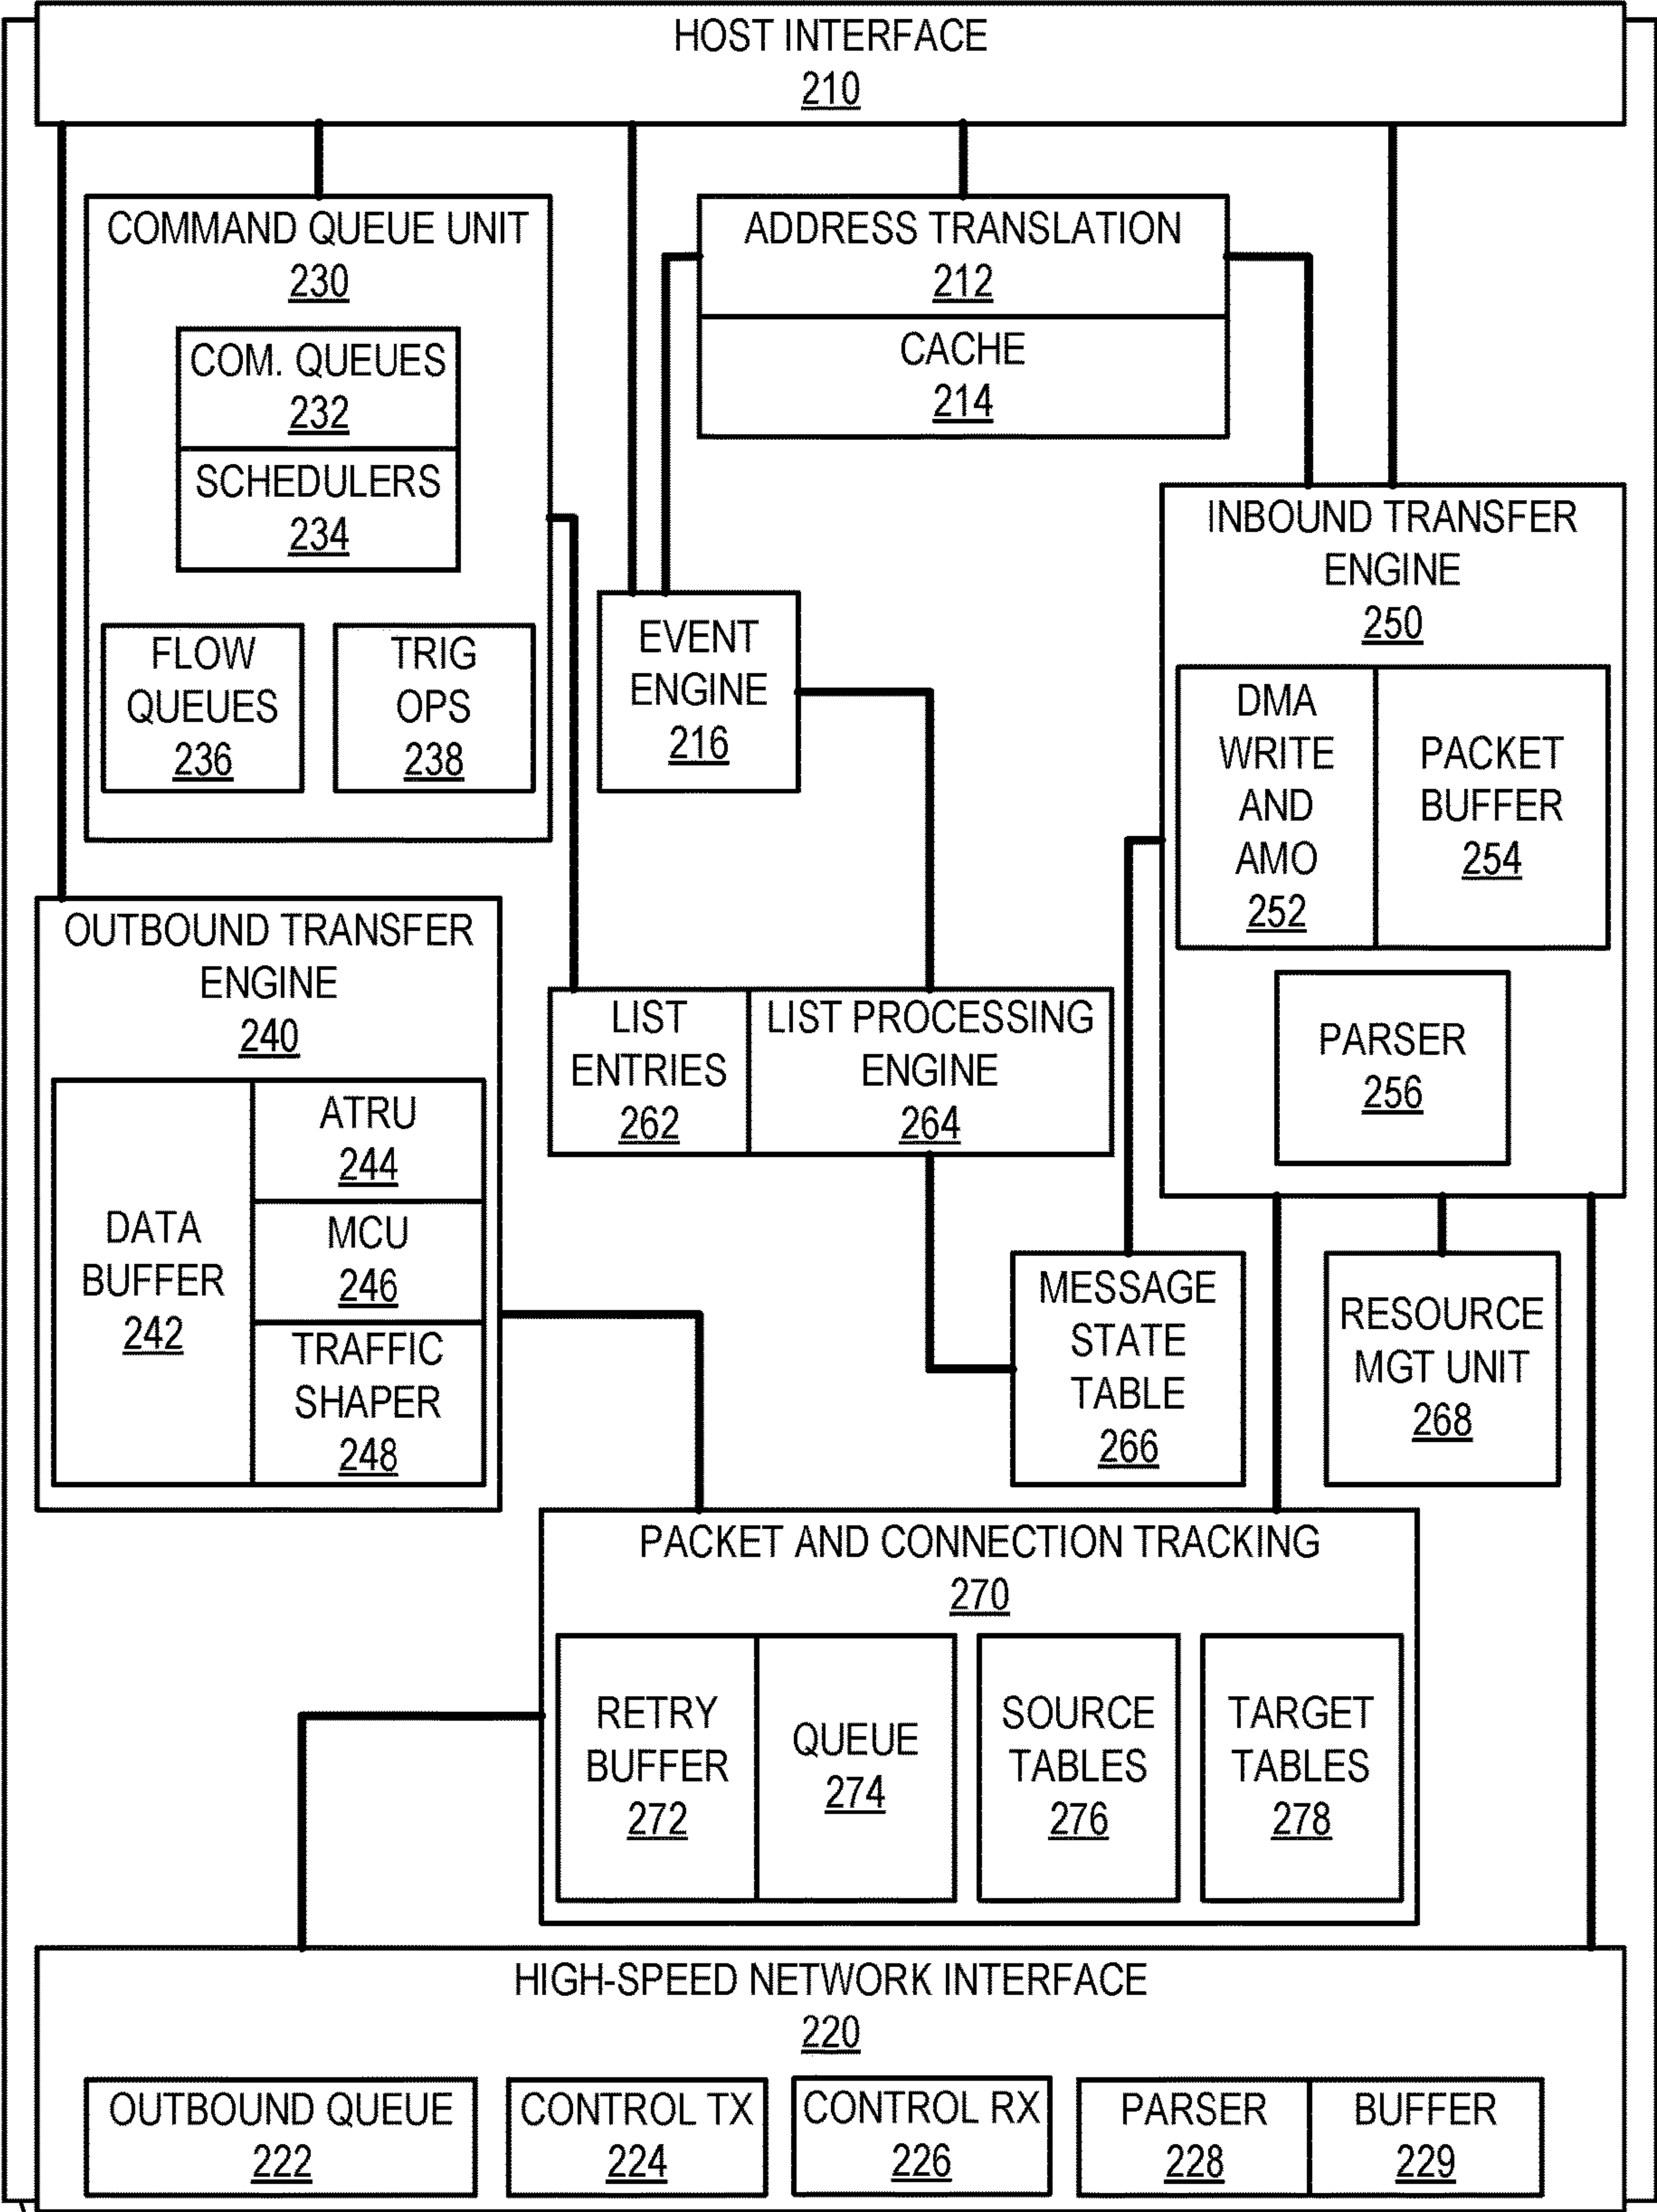 HOST INTERFACE
210
COMMAND QUEUE UNIT
230
COM. QUEUES
232
SCHEDULERS
234
FLOW
QUEUES
236
TRIG
OPS
238
ADDRESS TRANSLATION
212
CACHE
214
EVENT
ENGINE
216
INBOUND TRANSFER
ENGINE
250
DMA
WRITE
AND
AMO
252
PACKET
BUFFER
254
PARSER
256
OUTBOUND TRANSFER
ENGINE
240
DATA
BUFFER
242
ATRU
244
MCU
246
TRAFFIC
SHAPER
248
LIST
ENTRIES
262
LIST PROCESSING
ENGINE
264
MESSAGE
STATE
TABLE
266
RESOURCE
MGT UNIT
268
PACKET AND CONNECTION TRACKING
270
RETRY
BUFFER
272
QUEUE
274
SOURCE
TABLES
276
TARGET
TABLES
278
HIGH-SPEED NETWORK INTERFACE
220
OUTBOUND QUEUE
222
CONTROL TX
224
CONTROL RX
226
PARSER
228
BUFFER
229